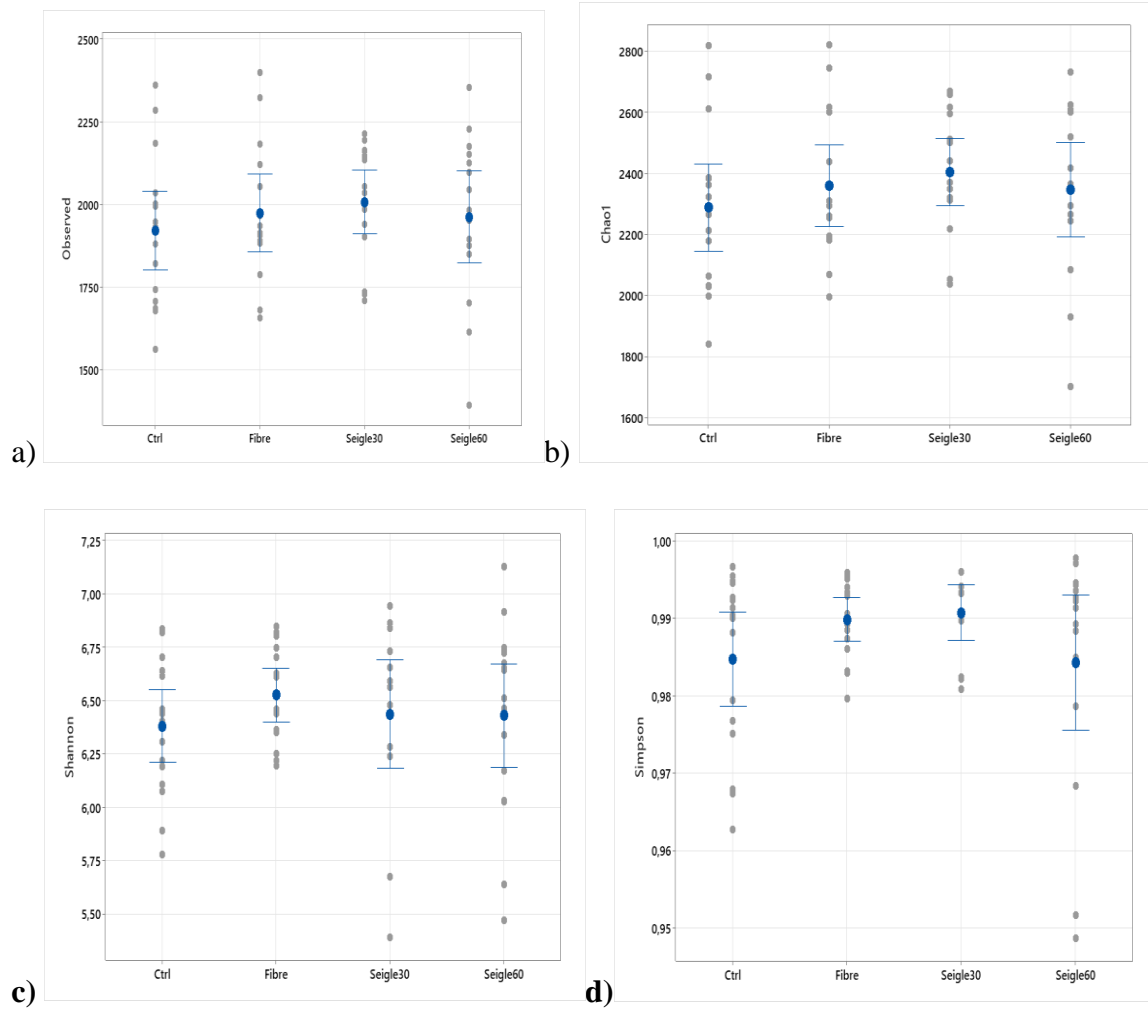 2500
2250
2000
1750
1500
Observed
Ctrl Fibre Seigle30 Seigle60
a)
2800
2600
2400
2200
2000
1800
1600
Chao1
Ctrl Fibre Seigle30 Seigle60
b)
7,25
7,00
6,75
6,50
6,25
6,00
5,75
5,50
Shannon
Ctrl Fibre Seigle30 Seigle60
c)
1,00
0,99
0,98
0,97
0,96
0,95
Simpson
Ctrl Fibre Seigle30 Seigle60
d)